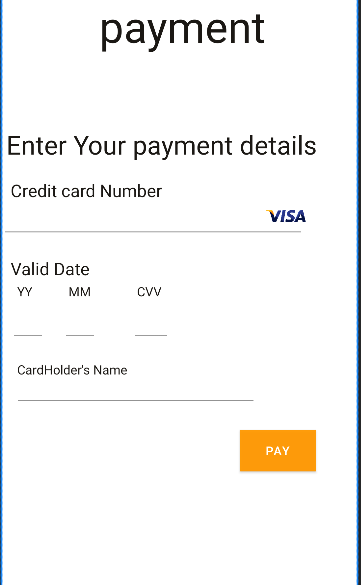 payment
Enter Your payment details
Credit card Number
VISA
Valid Date
YY MM CVV
CardHolder's Name
PAY